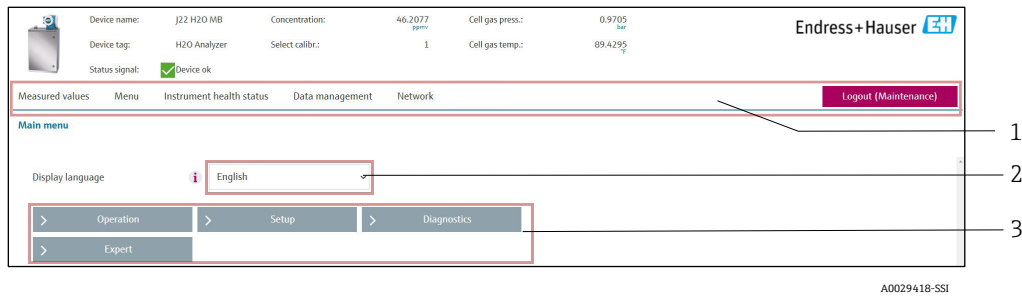 Device name: J22 H2O MB Concentration: 46.2077 ppmv Cell gas press.: 0.9705 bar
Endress+Hauser EH
Device tag: H2O Analyzer Select calibr.: 1 Cell gas temp.: 89.4295 °F
Status signal: Device ok
Measured values Menu Instrument health status Data management Network Logout (Maintenance)
1
Main menu
Display language i English
2
Operation Setup Diagnostics
3
Expert
A0029418-SSI